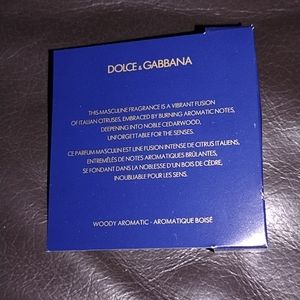 DOLCE & GABBANA
THIS MASCULINE FRAGRANCE IS A VIBRANT FUSION
OF ITALIAN CITRUSES, EMBRACED BY BURNING AROMATIC NOTES,
DEEPENING INTO NOBLE CEDARWOOD,
UNFORGETTABLE FOR THE SENSES.
CE PARFUM MASCULIN EST UNE FUSION INTENSE DE CITRUS ITALIENS,
ENTREMÊLÉS DE NOTES AROMATIQUES BRÛLANTES,
SE FONDANT DANS LA NOBLESSE D'UN BOIS DE CÈDRE,
INOUBLIABLE POUR LES SENS.
WOODY AROMATIC - AROMATIQUE BOISÉ